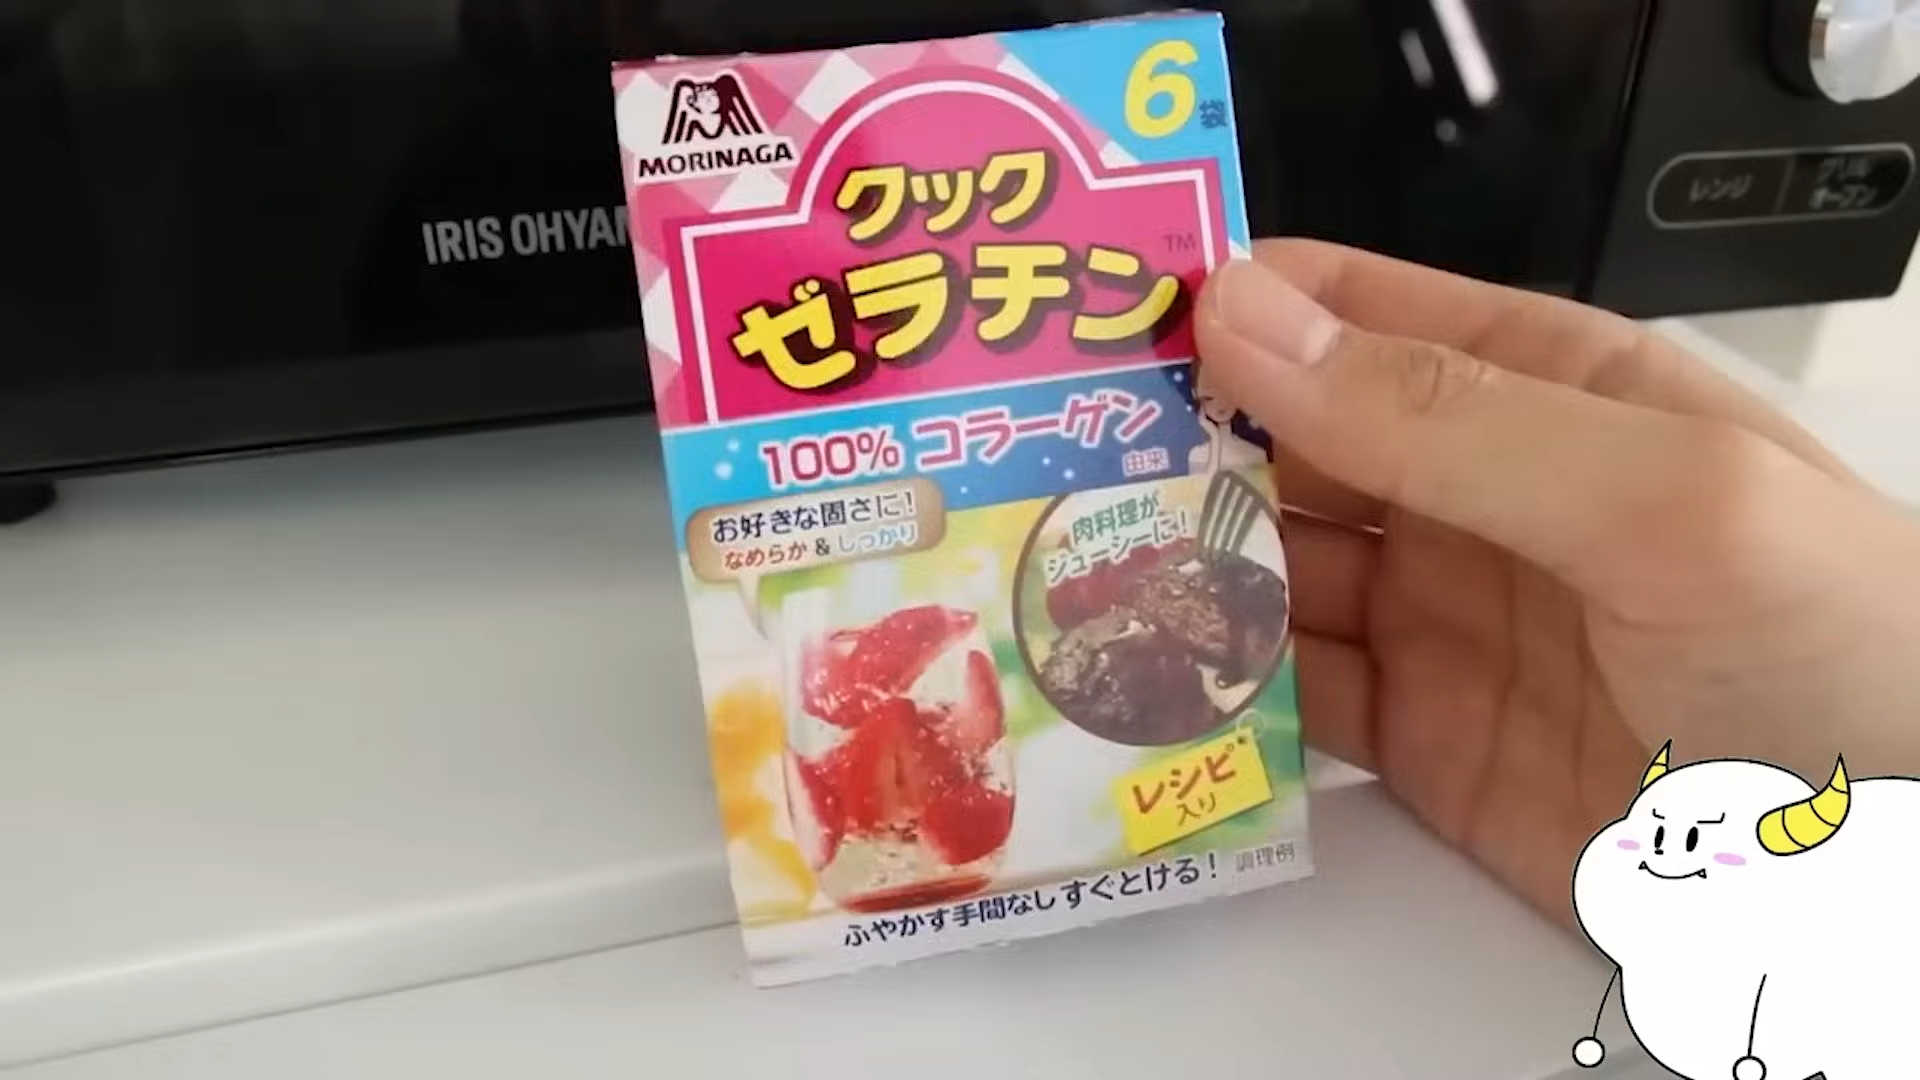 6袋
MORINAGA
クック
ゼラチン™
IRIS OHYAM
レンジ
グリル
オーブン
100% コラーゲン
由来
お好きな固さに!
なめらか & しっかり
肉料理が
ジューシーに!
レシピ
入り
調理例
ふやかす手間なし すぐとける!